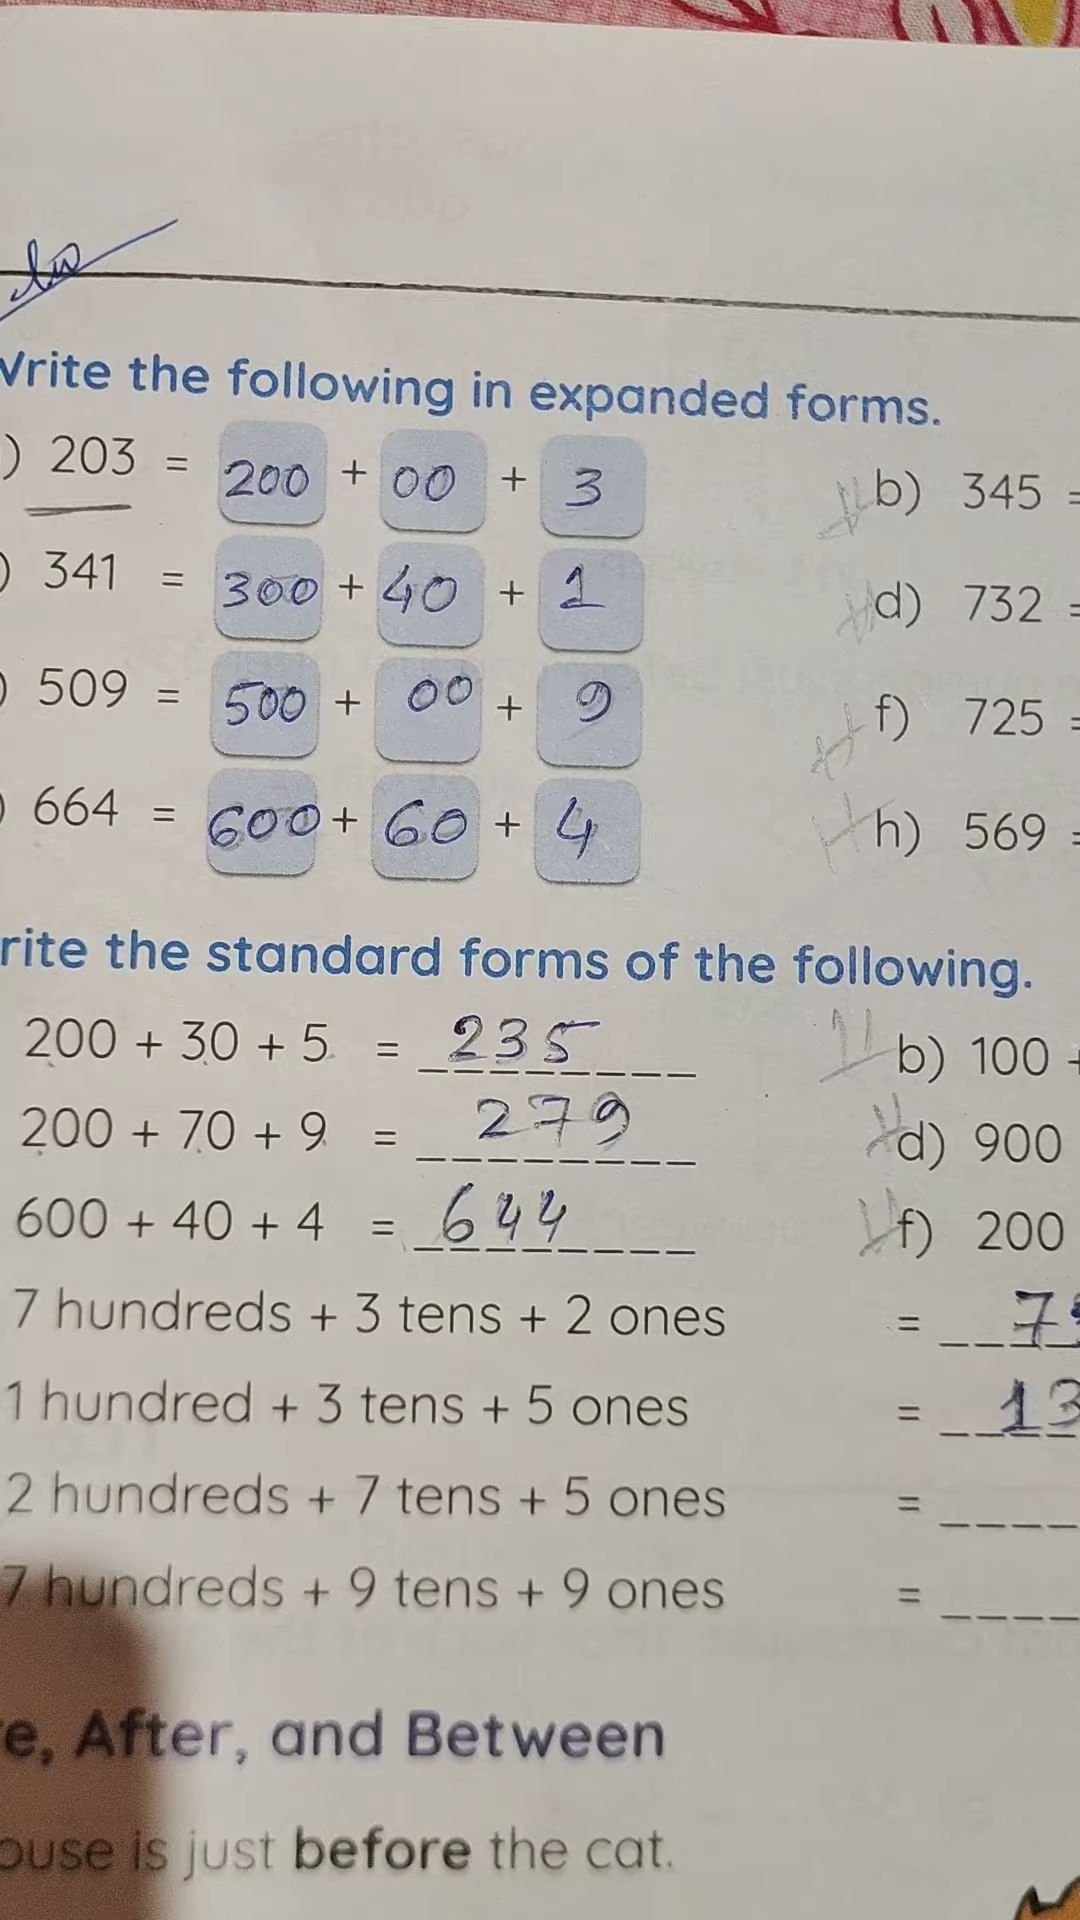 Write the following in expanded forms.
) 203 = 200 + 00 + 3 b) 345 =
) 341 = 300 + 40 + 1 d) 732 =
) 509 = 500 + 00 + 9 f) 725 =
) 664 = 600 + 60 + 4 h) 569 =
rite the standard forms of the following.
200 + 30 + 5 = 235 b) 100 +
200 + 70 + 9 = 279 d) 900
600 + 40 + 4 = 644 f) 200
7 hundreds + 3 tens + 2 ones = 7
1 hundred + 3 tens + 5 ones = 13
2 hundreds + 7 tens + 5 ones =
7 hundreds + 9 tens + 9 ones =
e, After, and Between
ouse is just before the cat.